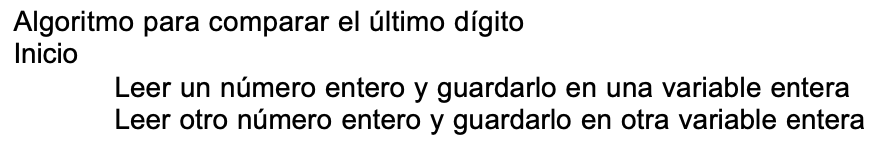 Algoritmo para comparar el último dígito
Inicio
Leer un número entero y guardarlo en una variable entera
Leer otro número entero y guardarlo en otra variable entera